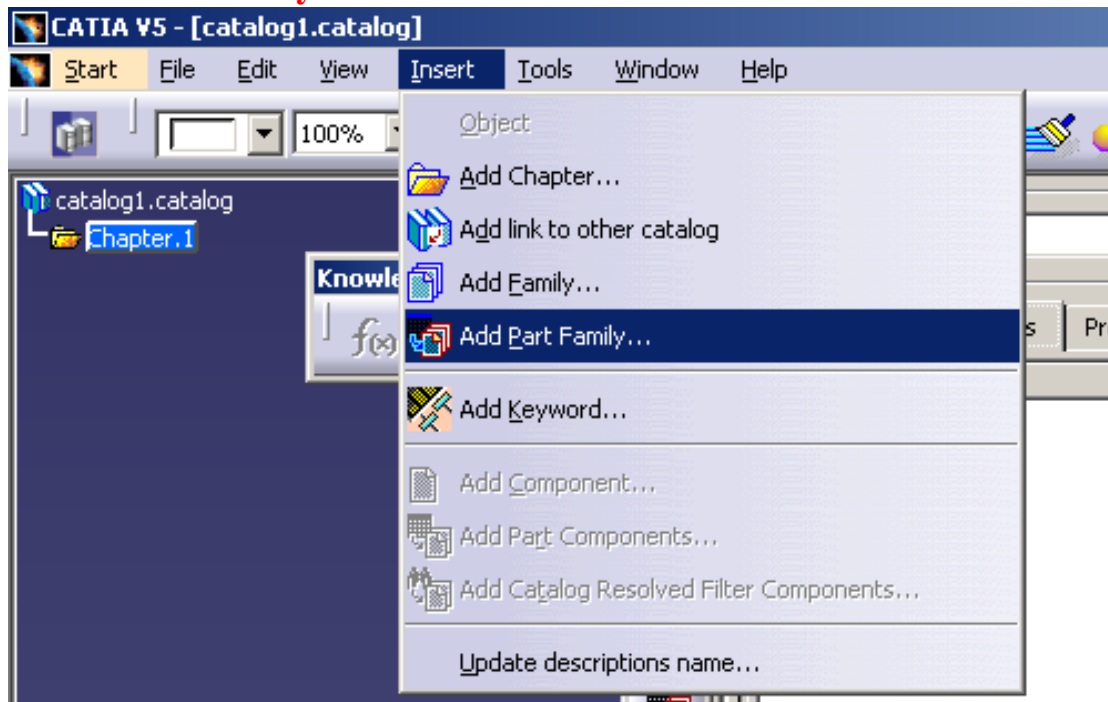 CATIA V5 - [catalog1.catalog]
Start File Edit View Insert Tools Window Help
100%
Object
Add Chapter...
Add link to other catalog
Add Family...
Add Part Family...
Add Keyword...
Add Component...
Add Part Components...
Add Catalog Resolved Filter Components...
Update descriptions name...
catalog1.catalog
Chapter.1
Knowle
f(x)
s Pr